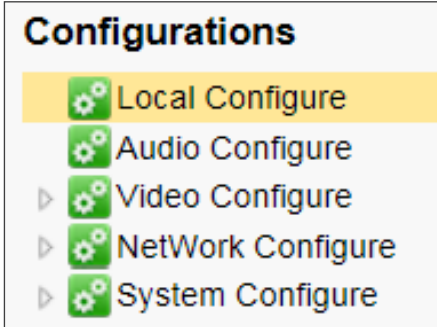 Configurations
Local Configure
Audio Configure
Video Configure
NetWork Configure
System Configure